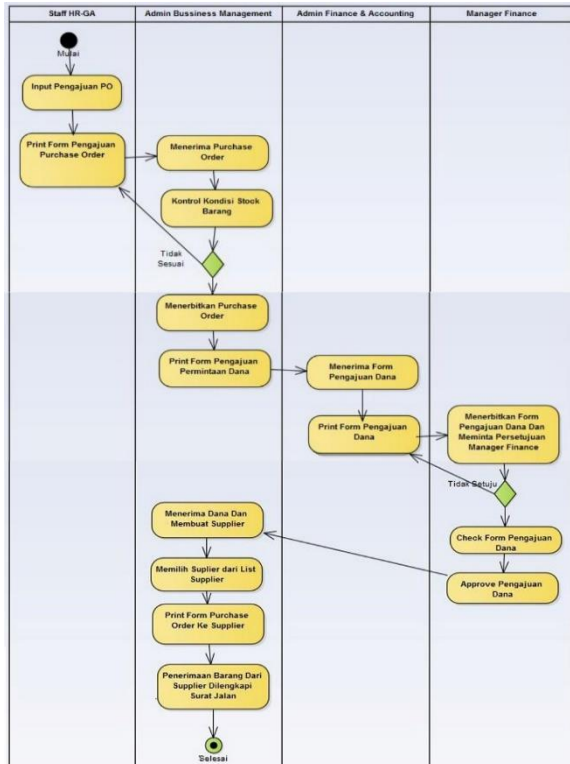 Staff HR-GA
Admin Bussiness Management
Admin Finance & Accounting
Manager Finance
Mulai
Input Pengajuan PO
Print Form Pengajuan
Purchase Order
Menerima Purchase
Order
Kontrol Kondisi Stock
Barang
Tidak
Sesuai
Menerbitkan Purchase
Order
Print Form Pengajuan
Permintaan Dana
Menerima Form
Pengajuan Dana
Print Form Pengajuan
Dana
Menerbitkan Form
Pengajuan Dana Dan
Meminta Persetujuan
Manager Finance
Tidak Setuju
Check Form Pengajuan
Dana
Approve Pengajuan
Dana
Menerima Dana Dan
Membuat Supplier
Memilih Suplier dari List
Supplier
Print Form Purchase
Order Ke Supplier
Penerimaan Barang Dari
Supplier Dilengkapi
Surat Jalan
Selesai